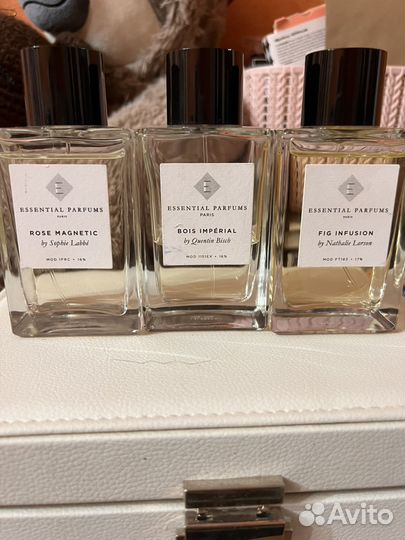 E
ESSENTIAL PARFUMS
PARIS
ROSE MAGNETIC
by Sophie Labbé
E
ESSENTIAL PARFUMS
PARIS
BOIS IMPÉRIAL
by Quentin Bisch
E
ESSENTIAL PARFUMS
PARIS
FIG INFUSION
by Nathalie Lorson
Avito